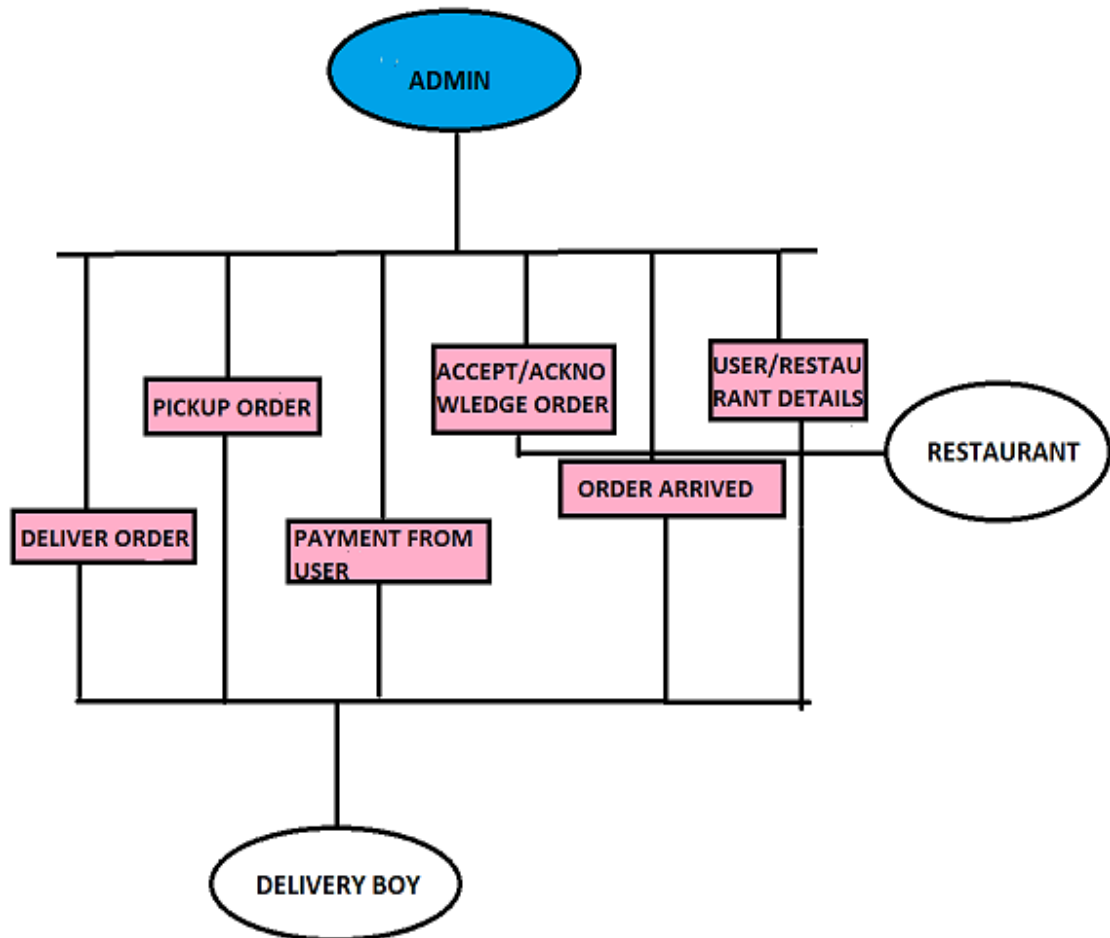 ADMIN
ACCEPT/ACKNO
WLEDGE ORDER
USER/RESTAU
RANT DETAILS
PICKUP ORDER
RESTAURANT
ORDER ARRIVED
DELIVER ORDER
PAYMENT FROM
USER
DELIVERY BOY